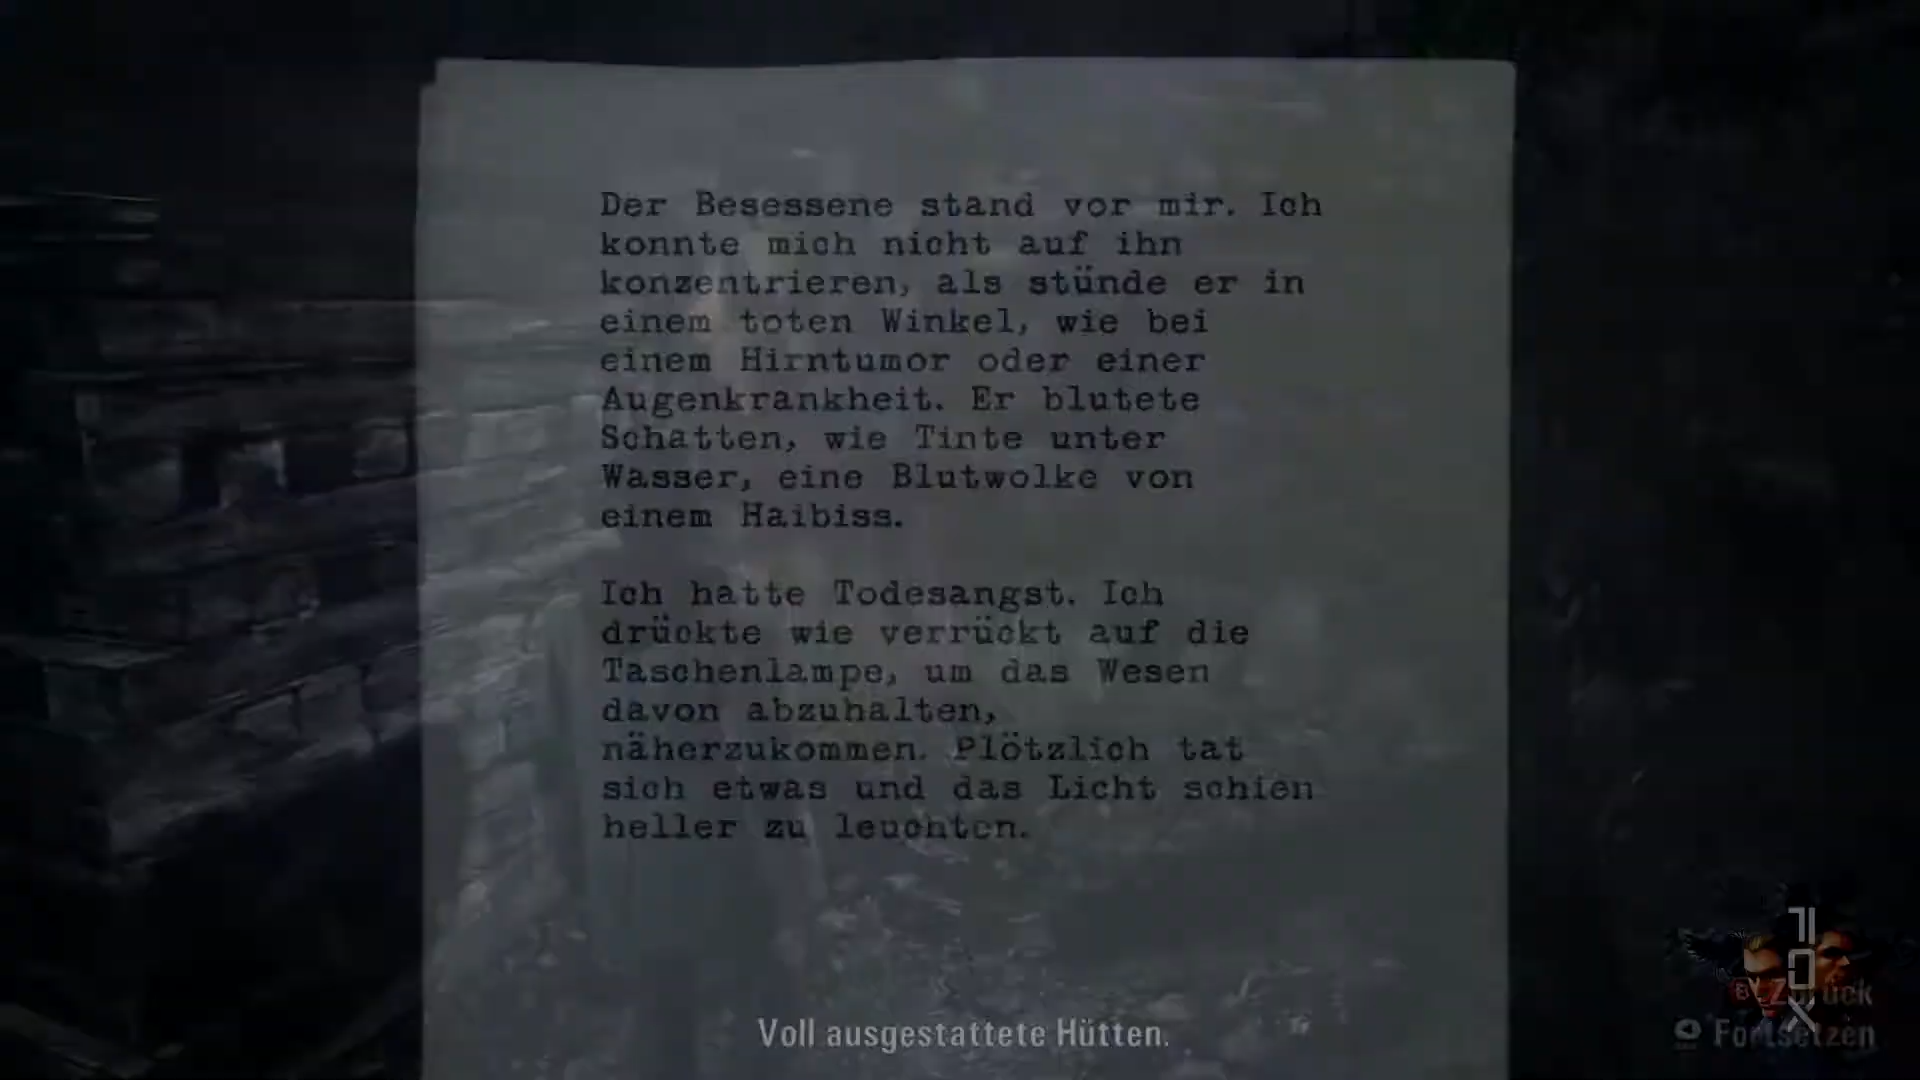 Der Besessene stand vor mir. Ich
konnte mich nicht auf ihn
konzentrieren, als stünde er in
einem toten Winkel, wie bei
einem Hirntumor oder einer
Augenkrankheit. Er blutete
Schatten, wie Tinte unter
Wasser, eine Blutwolke von
einem Haibiss.
Ich hatte Todesangst. Ich
drückte wie verrückt auf die
Taschenlampe, um das Wesen
davon abzuhalten,
näherzukommen. Plötzlich tat
sich etwas und das Licht schien
heller zu leuchten.
Voll ausgestattete Hütten.
B Zurück
Fortsetzen
FOX